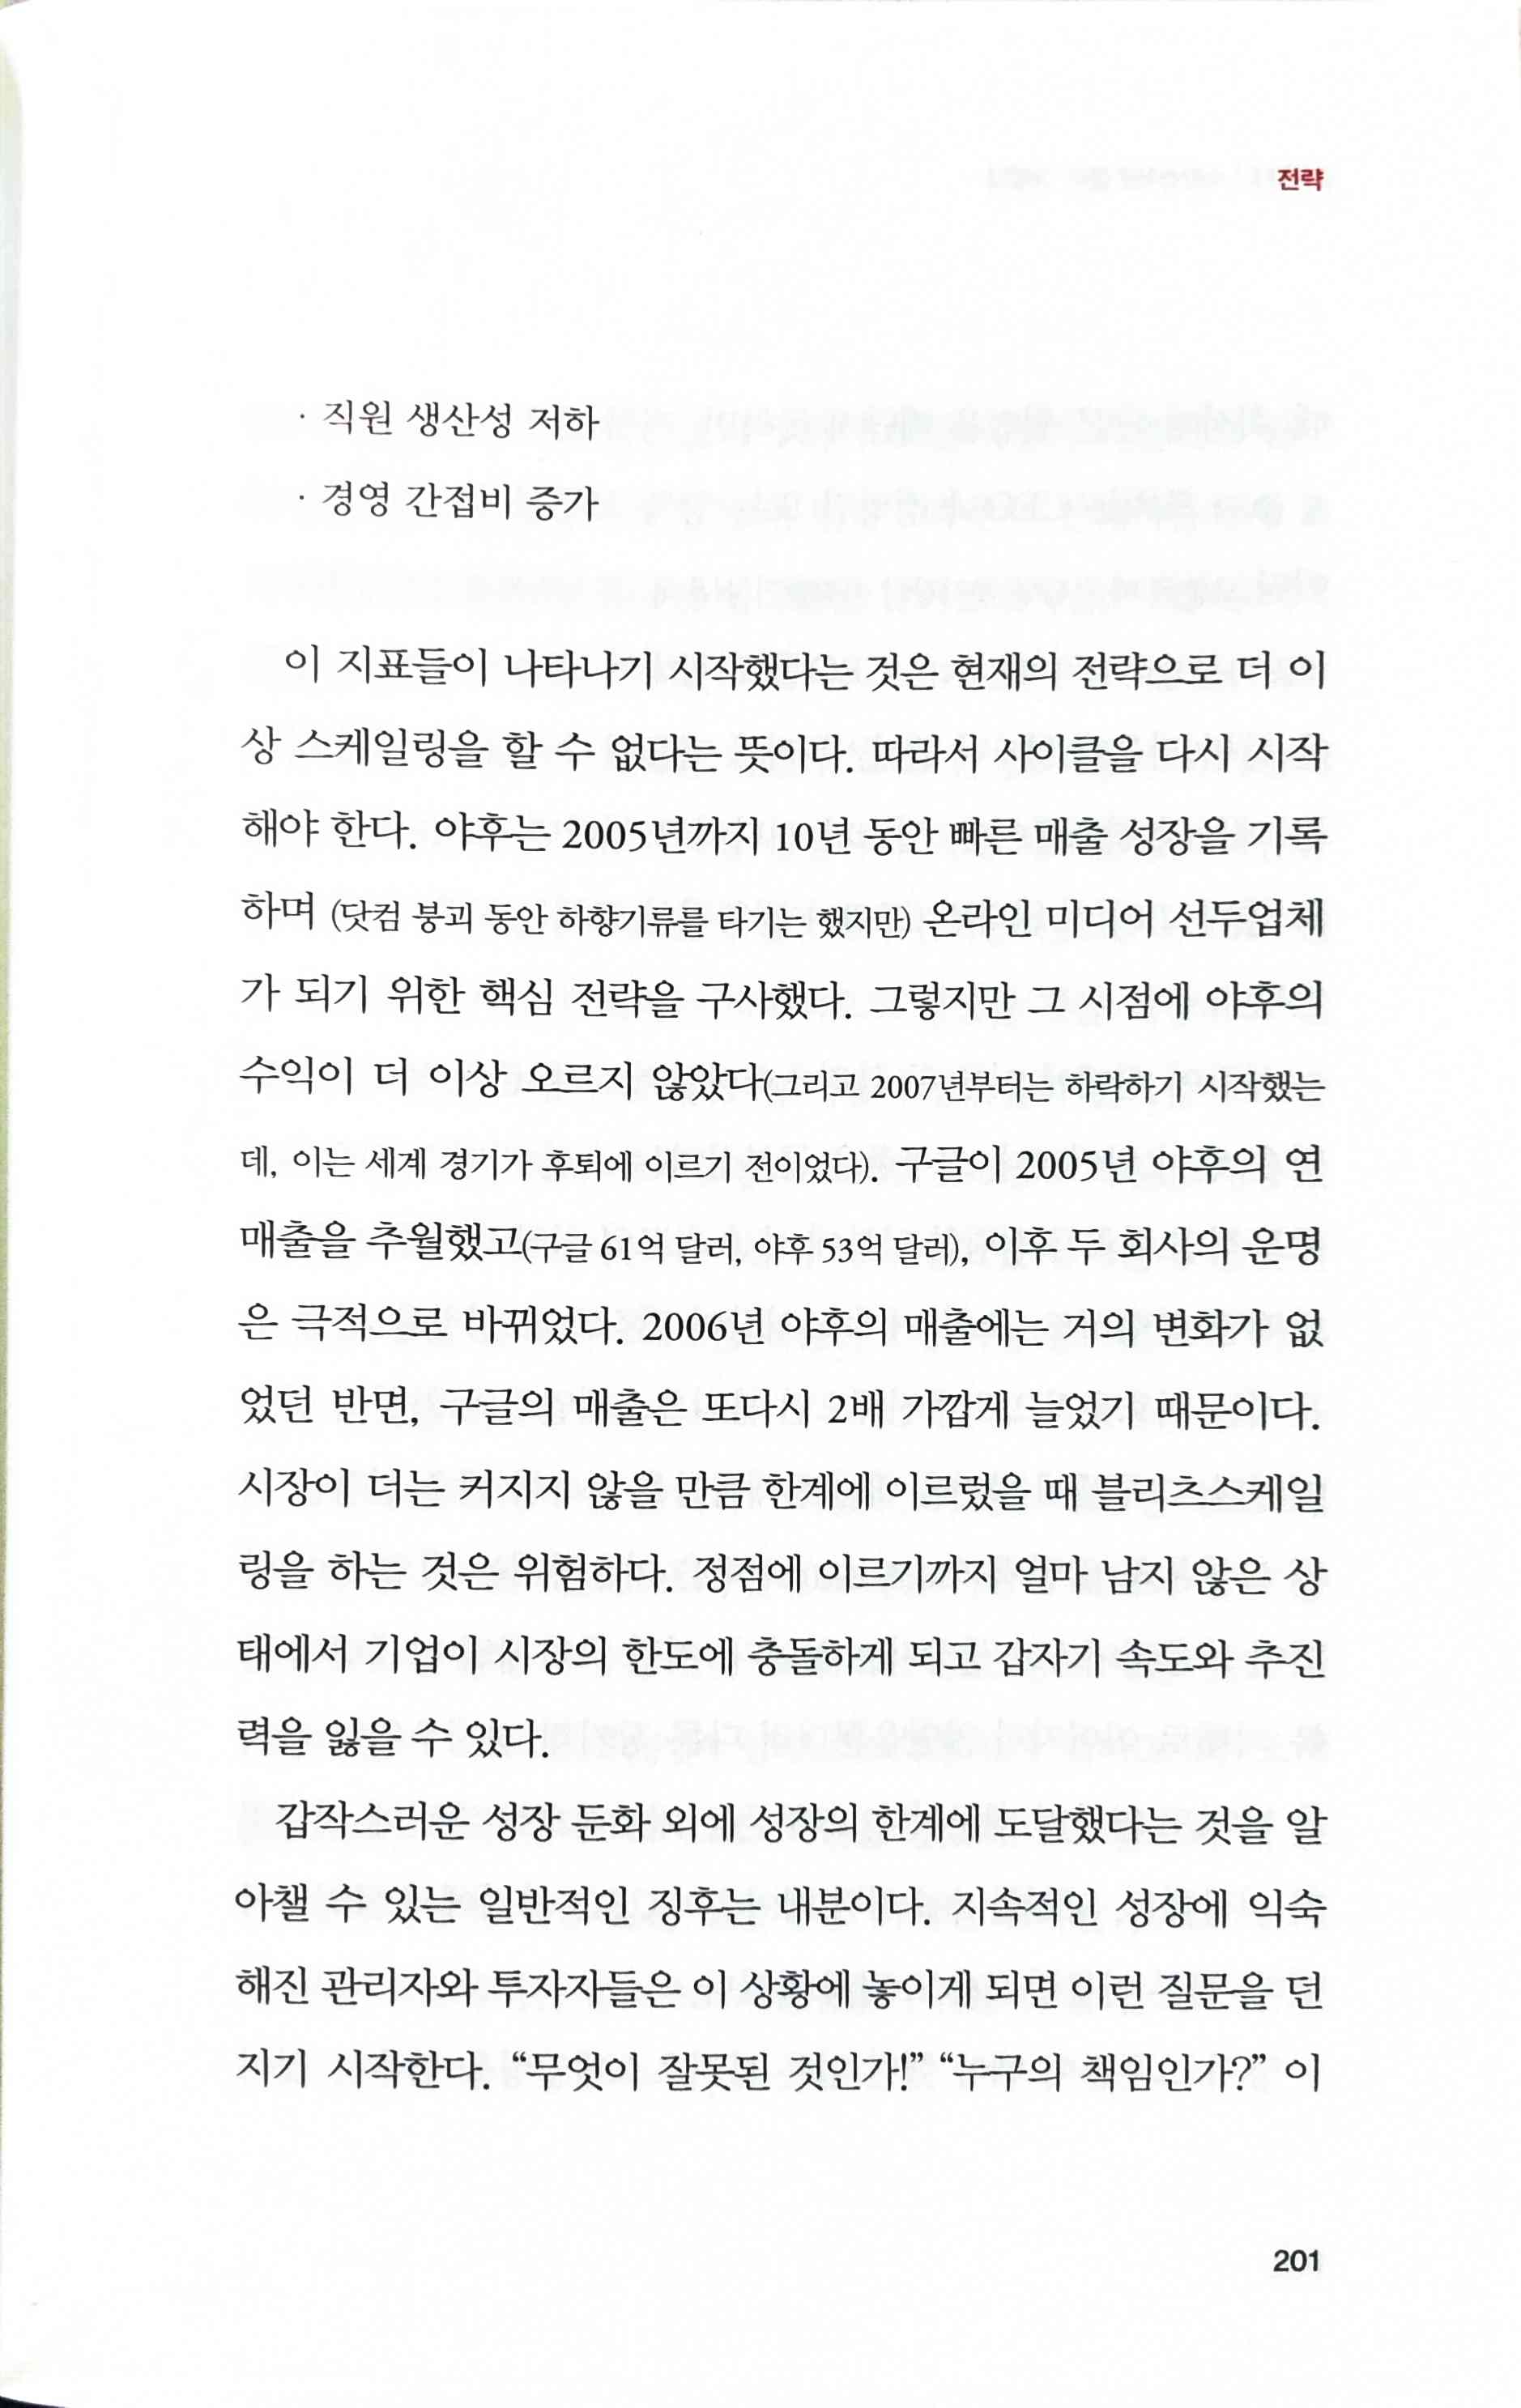 전략
· 직원 생산성 저하
· 경영 간접비 증가
이 지표들이 나타나기 시작했다는 것은 현재의 전략으로 더 이
상 스케일링을 할 수 없다는 뜻이다. 따라서 사이클을 다시 시작
해야 한다. 야후는 2005년까지 10년 동안 빠른 매출 성장을 기록
하며 (닷컴 붕괴 동안 하향기류를 타기는 했지만) 온라인 미디어 선두업체
가 되기 위한 핵심 전략을 구사했다. 그렇지만 그 시점에 야후의
수익이 더 이상 오르지 않았다(그리고 2007년부터는 하락하기 시작했는
데, 이는 세계 경기가 후퇴에 이르기 전이었다). 구글이 2005년 야후의 연
매출을 추월했고(구글 61억 달러, 야후 53억 달러), 이후 두 회사의 운명
은 극적으로 바뀌었다. 2006년 야후의 매출에는 거의 변화가 없
었던 반면, 구글의 매출은 또다시 2배 가깝게 늘었기 때문이다.
시장이 더는 커지지 않을 만큼 한계에 이르렀을 때 블리츠스케일
링을 하는 것은 위험하다. 정점에 이르기까지 얼마 남지 않은 상
태에서 기업이 시장의 한도에 충돌하게 되고 갑자기 속도와 추진
력을 잃을 수 있다.
갑작스러운 성장 둔화 외에 성장의 한계에 도달했다는 것을 알
아챌 수 있는 일반적인 징후는 내분이다. 지속적인 성장에 익숙
해진 관리자와 투자자들은 이 상황에 놓이게 되면 이런 질문을 던
지기 시작한다. “무엇이 잘못된 것인가!” “누구의 책임인가?” 이
201